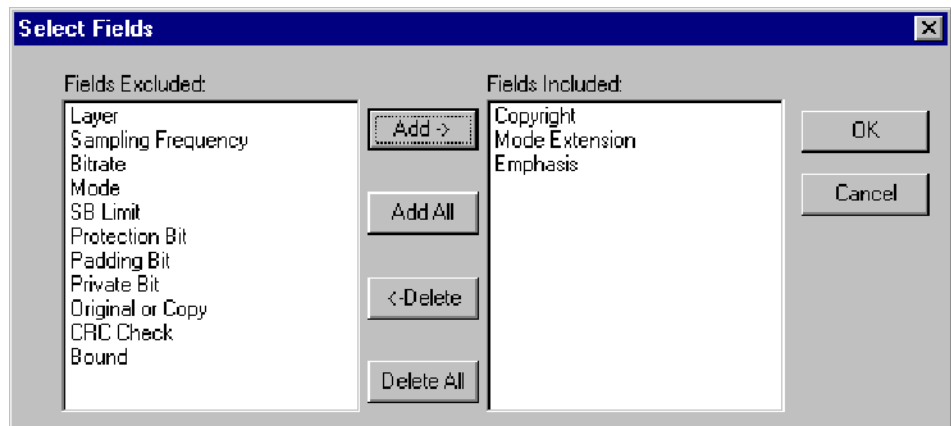 Select Fields
Fields Excluded:
Layer
Sampling Frequency
Bitrate
Mode
SB Limit
Protection Bit
Padding Bit
Private Bit
Original or Copy
CRC Check
Bound
Add ->
Add All
<-Delete
Delete All
Fields Included:
Copyright
Mode Extension
Emphasis
OK
Cancel